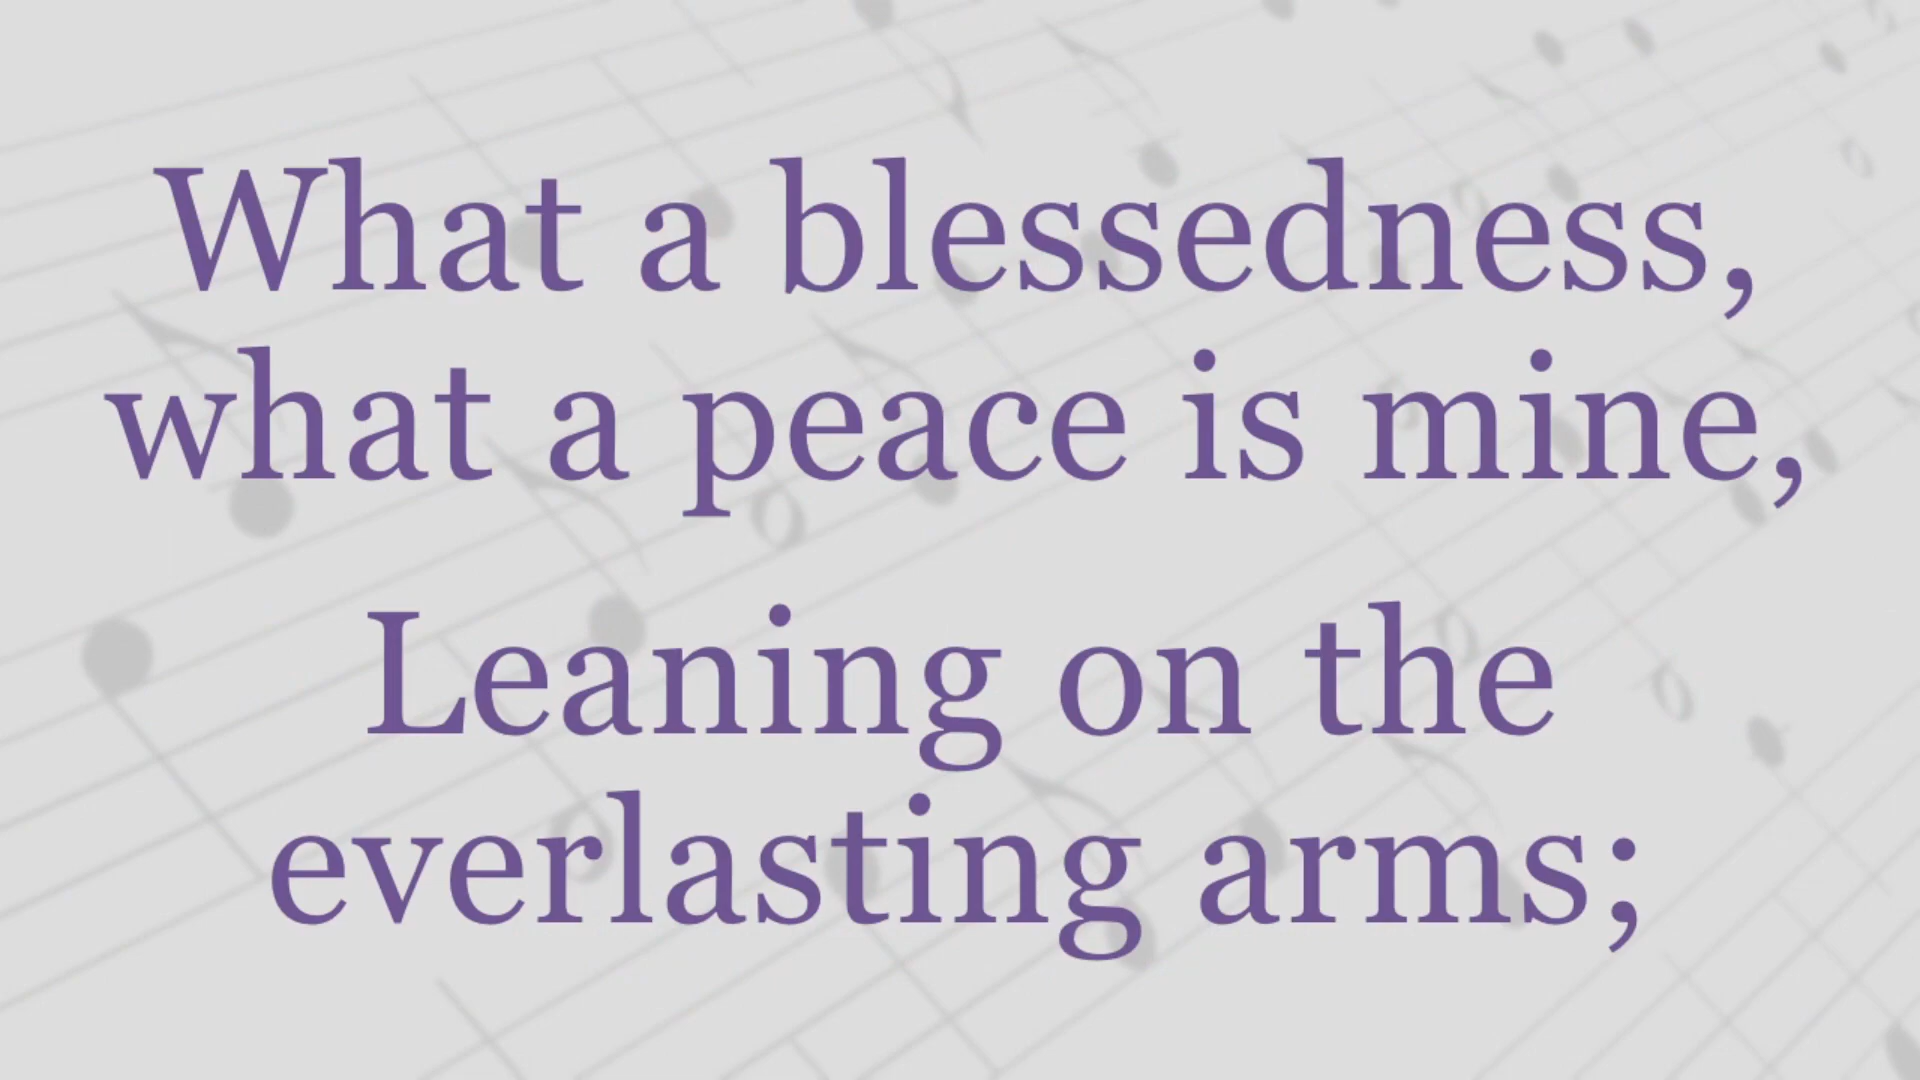 What a blessedness,
what a peace is mine,
Leaning on the
everlasting arms;